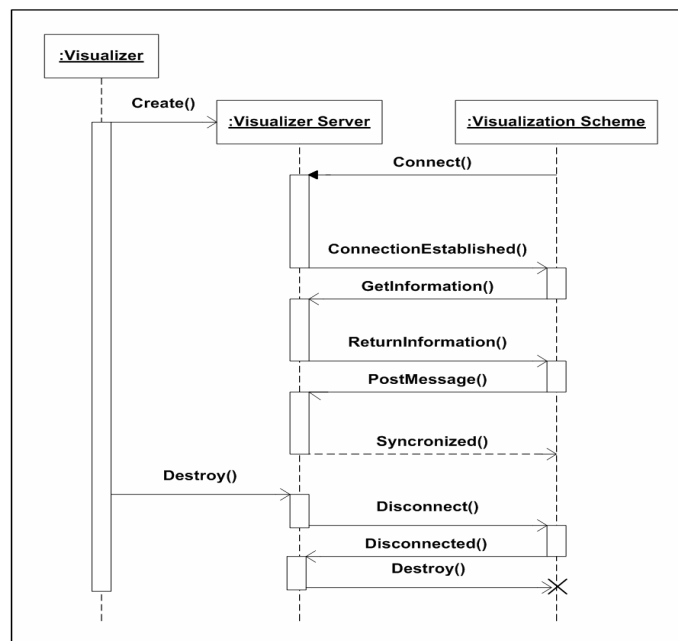 :Visualizer
Create()
:Visualizer Server
:Visualization Scheme
Connect()
ConnectionEstablished()
GetInformation()
ReturnInformation()
PostMessage()
Syncronized()
Destroy()
Disconnect()
Disconnected()
Destroy()